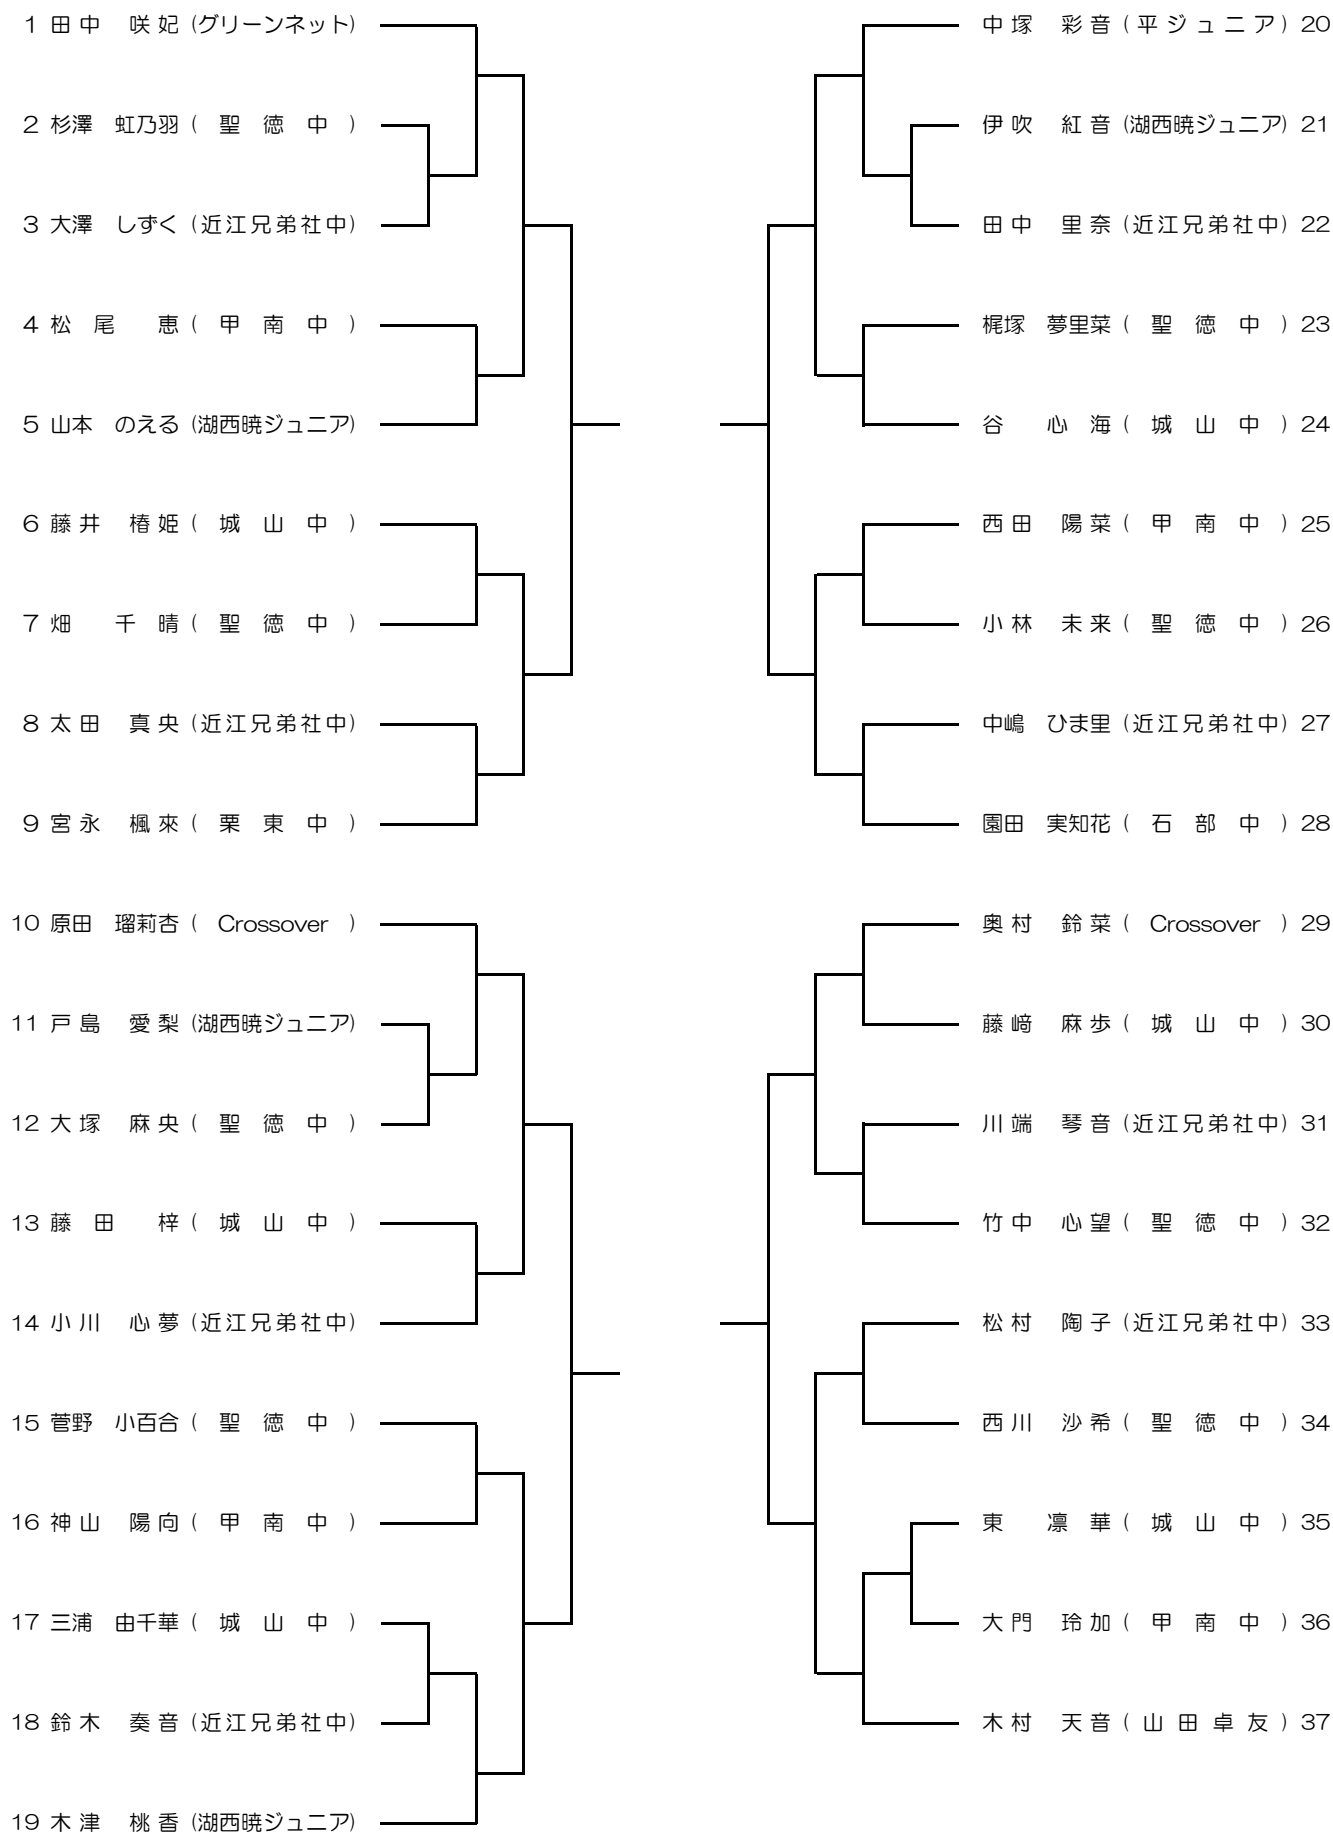 1 田中 咲妃 (グリーンネット)
2 杉澤 虹乃羽 ( 聖徳中 )
3 大澤 しずく (近江兄弟社中)
4 松尾 恵 ( 甲南中 )
5 山本 のえる (湖西暁ジュニア)
6 藤井 椿姫 ( 城山中 )
7 畑 千晴 ( 聖徳中 )
8 太田 真央 (近江兄弟社中)
9 宮永 楓來 ( 栗東中 )
10 原田 瑠莉杏 ( Crossover )
11 戸島 愛梨 (湖西暁ジュニア)
12 大塚 麻央 ( 聖徳中 )
13 藤田 梓 ( 城山中 )
14 小川 心夢 (近江兄弟社中)
15 菅野 小百合 ( 聖徳中 )
16 神山 陽向 ( 甲南中 )
17 三浦 由千華 ( 城山中 )
18 鈴木 奏音 (近江兄弟社中)
19 木津 桃香 (湖西暁ジュニア)
中塚 彩音 (平ジュニア) 20
伊吹 紅音 (湖西暁ジュニア) 21
田中 里奈 (近江兄弟社中) 22
梶塚 夢里菜 ( 聖徳中 ) 23
谷 心海 ( 城山中 ) 24
西田 陽菜 ( 甲南中 ) 25
小林 未来 ( 聖徳中 ) 26
中嶋 ひま里 (近江兄弟社中) 27
園田 実知花 ( 石部中 ) 28
奥村 鈴菜 ( Crossover ) 29
藤﨑 麻歩 ( 城山中 ) 30
川端 琴音 (近江兄弟社中) 31
竹中 心望 ( 聖徳中 ) 32
松村 陶子 (近江兄弟社中) 33
西川 沙希 ( 聖徳中 ) 34
東 凛華 ( 城山中 ) 35
大門 玲加 ( 甲南中 ) 36
木村 天音 ( 山田卓友 ) 37